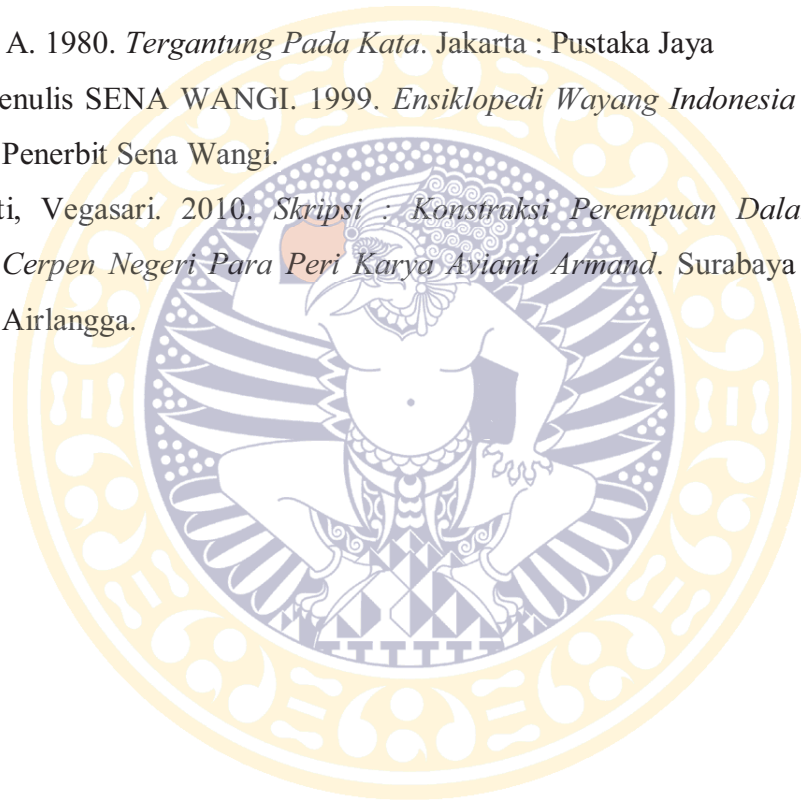 A. 1980. Tergantung Pada Kata. Jakarta : Pustaka Jaya
enulis SENA WANGI. 1999. Ensiklopedi Wayang Indonesia
Penerbit Sena Wangi.
ti, Vegasari. 2010. Skripsi : Konstruksi Perempuan Dala
Cerpen Negeri Para Peri Karya Avianti Armand. Surabaya
Airlangga.